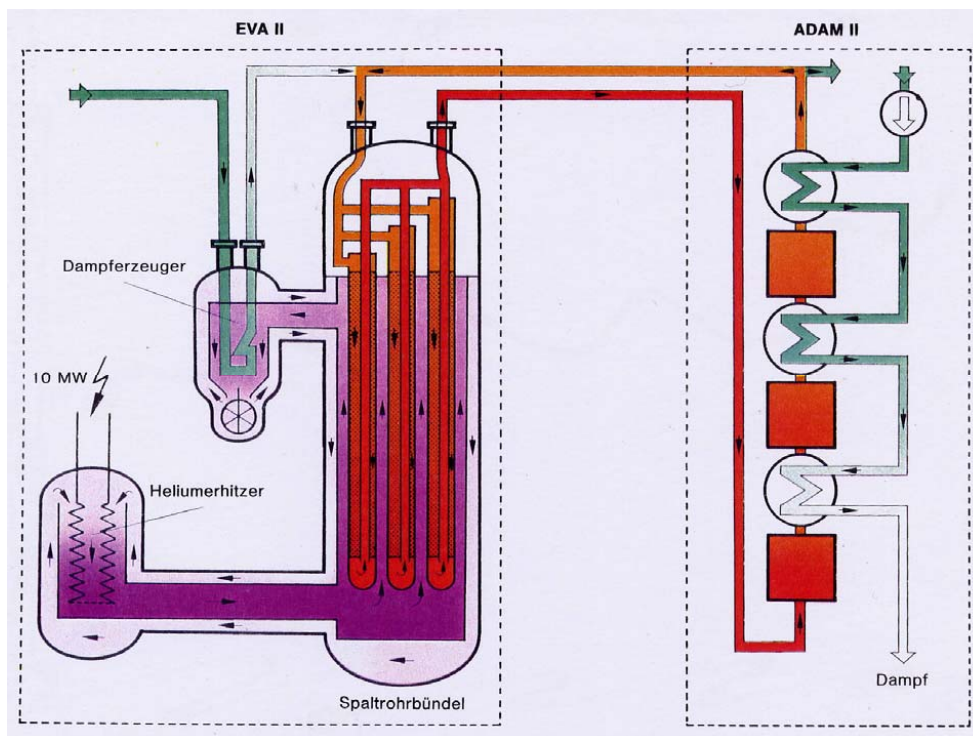 EVA II
ADAM II
Dampferzeuger
10 MW
Heliumerhitzer
Spaltrohrbündel
Dampf